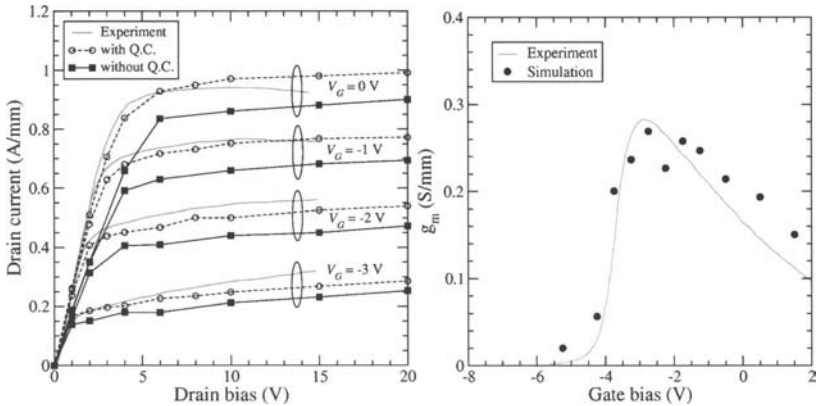 1.2
1
0.8
0.6
0.4
0.2
0
Drain current (A/mm)
Experiment
with Q.C.
without Q.C.
V_G = 0 V
V_G = -1 V
V_G = -2 V
V_G = -3 V
0 5 10 15 20
Drain bias (V)
0.4
0.3
0.2
0.1
0
g_m (S/mm)
Experiment
Simulation
-8 -6 -4 -2 0 2
Gate bias (V)